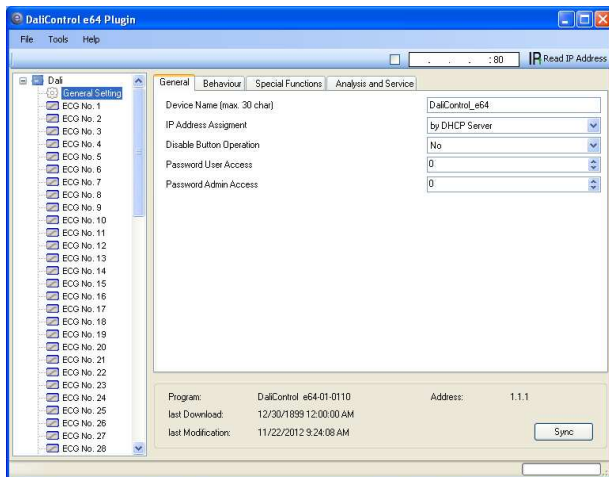 DaliControl e64 Plugin
File Tools Help
. . . :80 IP Read IP Address
Dali
General Setting
ECG No. 1
ECG No. 2
ECG No. 3
ECG No. 4
ECG No. 5
ECG No. 6
ECG No. 7
ECG No. 8
ECG No. 9
ECG No. 10
ECG No. 11
ECG No. 12
ECG No. 13
ECG No. 14
ECG No. 15
ECG No. 16
ECG No. 17
ECG No. 18
ECG No. 19
ECG No. 20
ECG No. 21
ECG No. 22
ECG No. 23
ECG No. 24
ECG No. 25
ECG No. 26
ECG No. 27
ECG No. 28
General Behaviour Special Functions Analysis and Service
Device Name (max. 30 char) DaliControl_e64
IP Address Assigment by DHCP Server
Disable Button Operation No
Password User Access 0
Password Admin Access 0
Program: DaliControl e64-01-0110 Address: 1.1.1
last Download: 12/30/1899 12:00:00 AM
last Modification: 11/22/2012 9:24:08 AM Sync